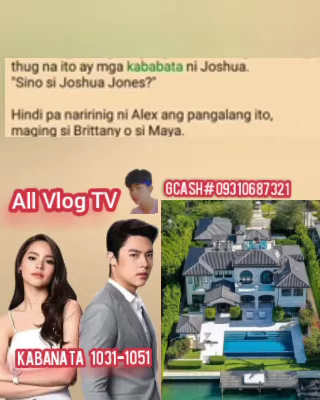 thug na ito ay mga kababata ni Joshua.
"Sino si Joshua Jones?"
Hindi pa naririnig ni Alex ang pangalang ito,
maging si Brittany o si Maya.
GCASH#09310687321
All Vlog TV
KABANATA 1031-1051